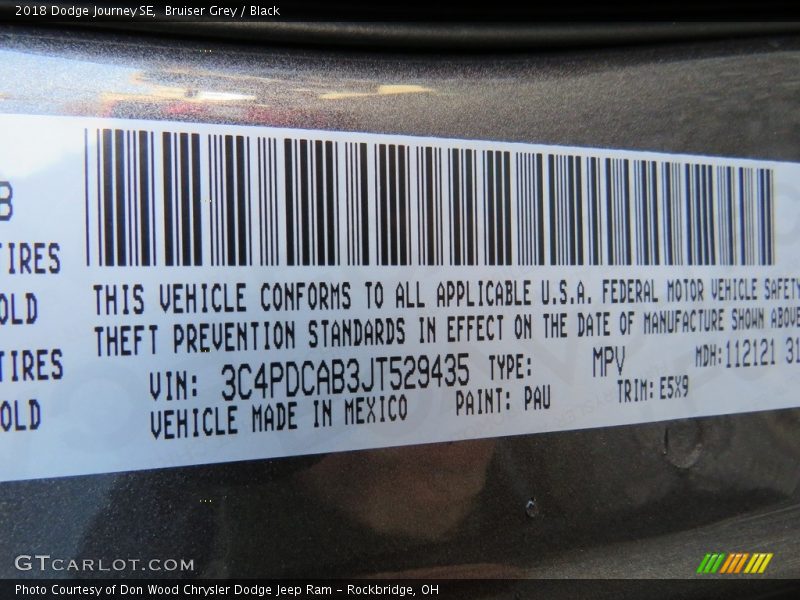 2018 Dodge Journey SE, Bruiser Grey / Black
B
TIRES
OLD
TIRES
OLD
THIS VEHICLE CONFORMS TO ALL APPLICABLE U.S.A. FEDERAL MOTOR VEHICLE SAFETY
THEFT PREVENTION STANDARDS IN EFFECT ON THE DATE OF MANUFACTURE SHOWN ABOVE
VIN: 3C4PDCAB3JT529435 TYPE: MPV MDH: 112121 31
VEHICLE MADE IN MEXICO PAINT: PAU TRIM: E5X9
GTCARLOT.COM
Photo Courtesy of Don Wood Chrysler Dodge Jeep Ram - Rockbridge, OH